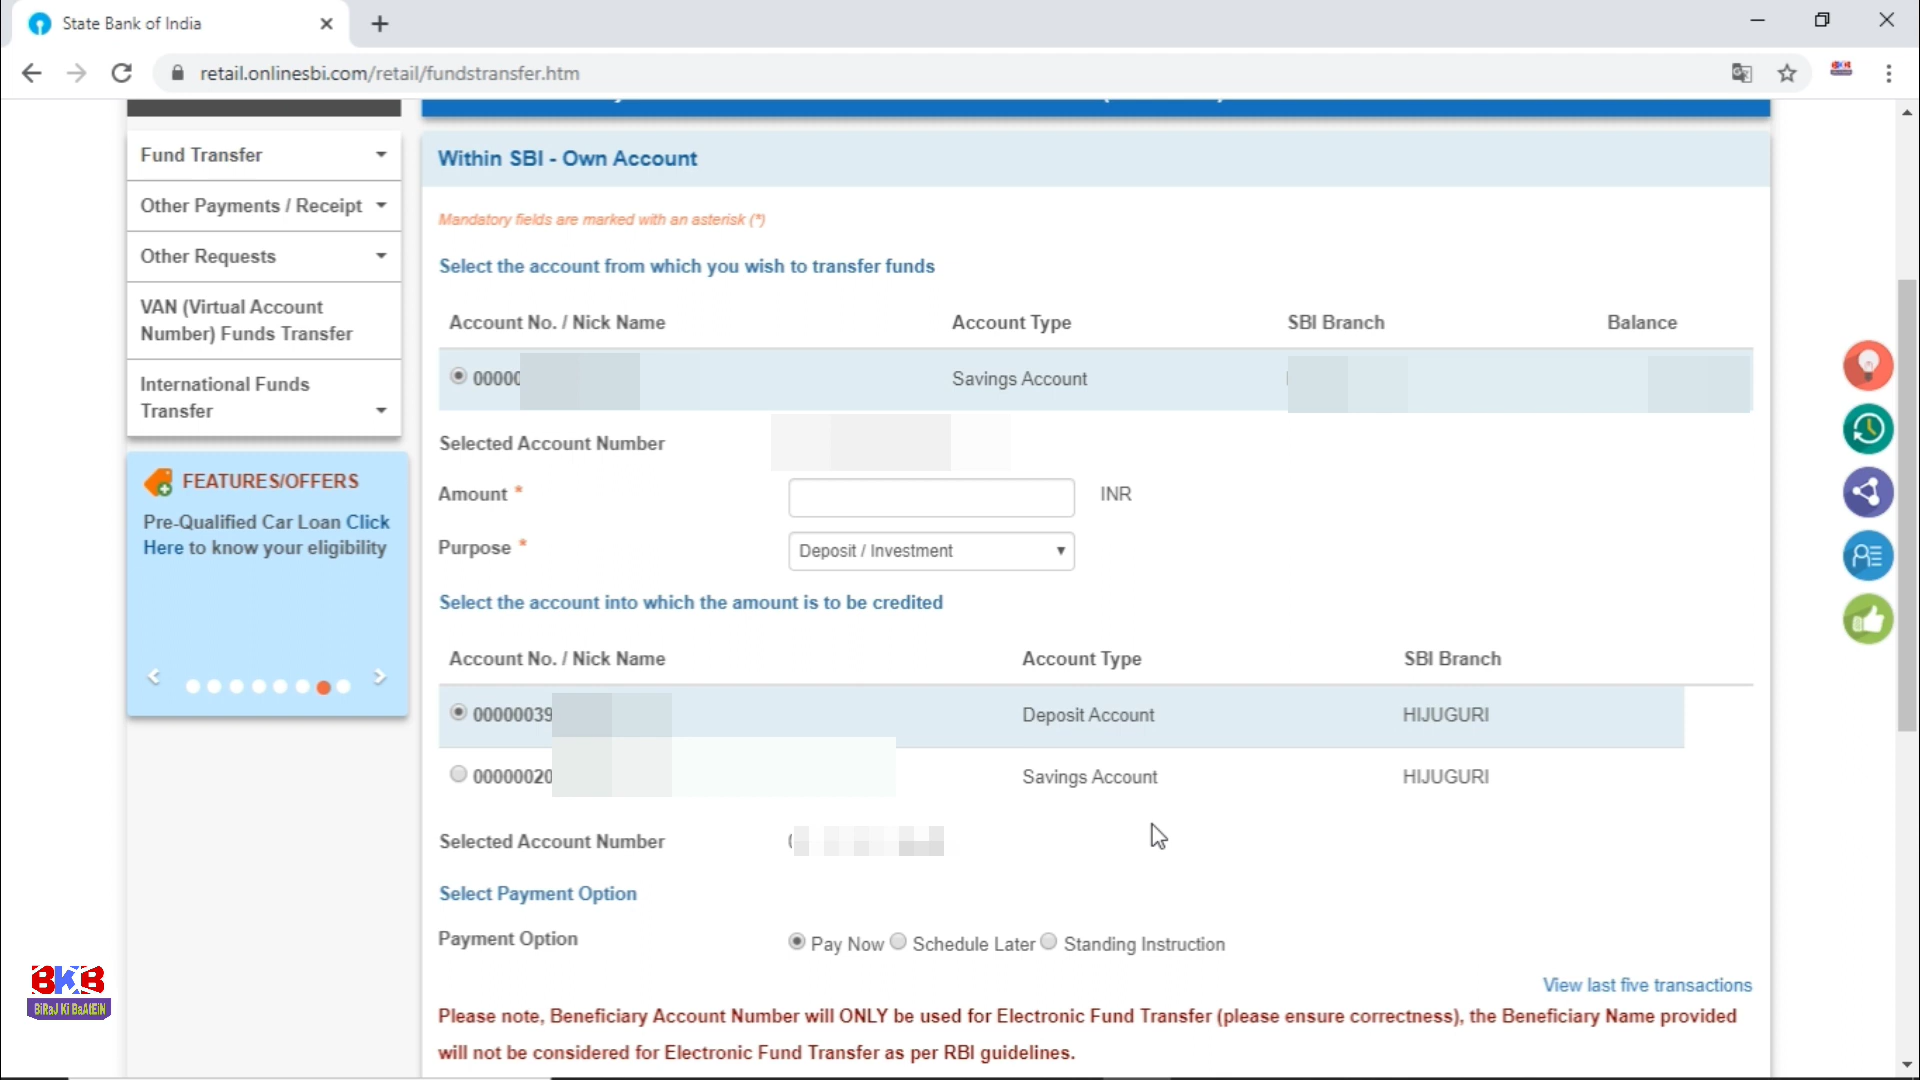 State Bank of India
retail.onlinesbi.com/retail/fundstransfer.htm
Fund Transfer
Other Payments / Receipt
Other Requests
VAN (Virtual Account
Number) Funds Transfer
International Funds
Transfer
FEATURES/OFFERS
Pre-Qualified Car Loan Click
Here to know your eligibility
Within SBI - Own Account
Mandatory fields are marked with an asterisk (*)
Select the account from which you wish to transfer funds
Account No. / Nick Name Account Type SBI Branch Balance
00000 Savings Account
Selected Account Number
Amount * INR
Purpose * Deposit / Investment
Select the account into which the amount is to be credited
Account No. / Nick Name Account Type SBI Branch
00000039 Deposit Account HIJUGURI
00000020 Savings Account HIJUGURI
Selected Account Number
Select Payment Option
Payment Option Pay Now Schedule Later Standing Instruction
View last five transactions
Please note, Beneficiary Account Number will ONLY be used for Electronic Fund Transfer (please ensure correctness), the Beneficiary Name provided
will not be considered for Electronic Fund Transfer as per RBI guidelines.
BKB
BiRaJ Ki BaAtEiN